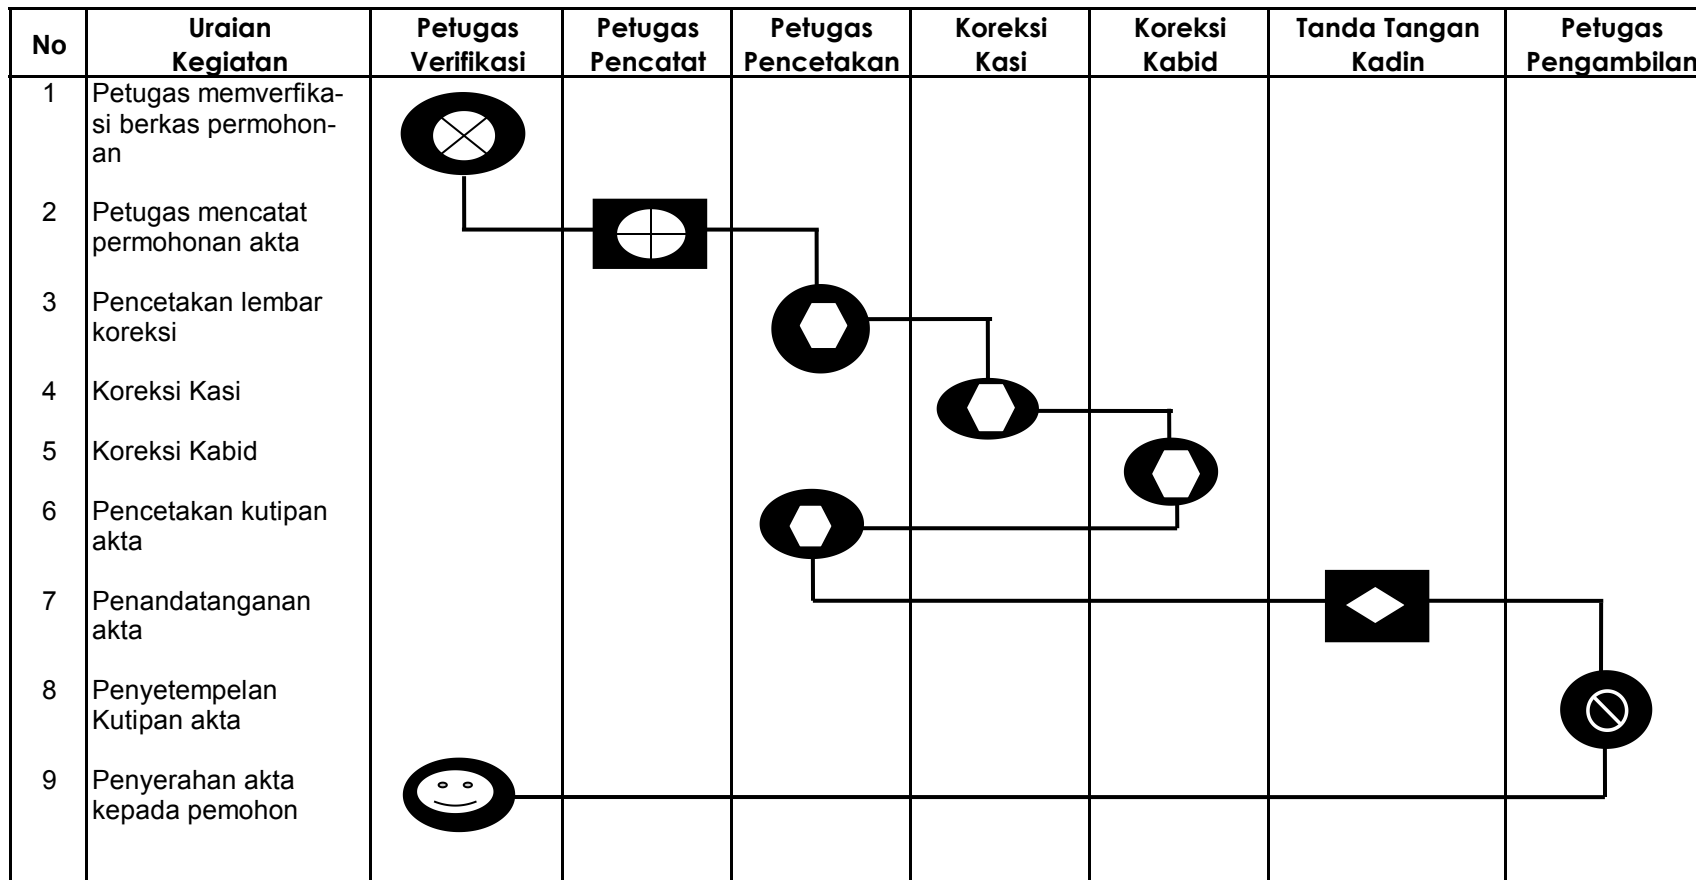 No
Uraian
Kegiatan
Petugas
Verifikasi
Petugas
Pencatat
Petugas
Pencetakan
Koreksi
Kasi
Koreksi
Kabid
Tanda Tangan
Kadin
Petugas
Pengambilan
1 Petugas memverfika-
si berkas permohon-
an
2 Petugas mencatat
permohonan akta
3 Pencetakan lembar
koreksi
4 Koreksi Kasi
5 Koreksi Kabid
6 Pencetakan kutipan
akta
7 Penandatanganan
akta
8 Penyetempelan
Kutipan akta
9 Penyerahan akta
kepada pemohon